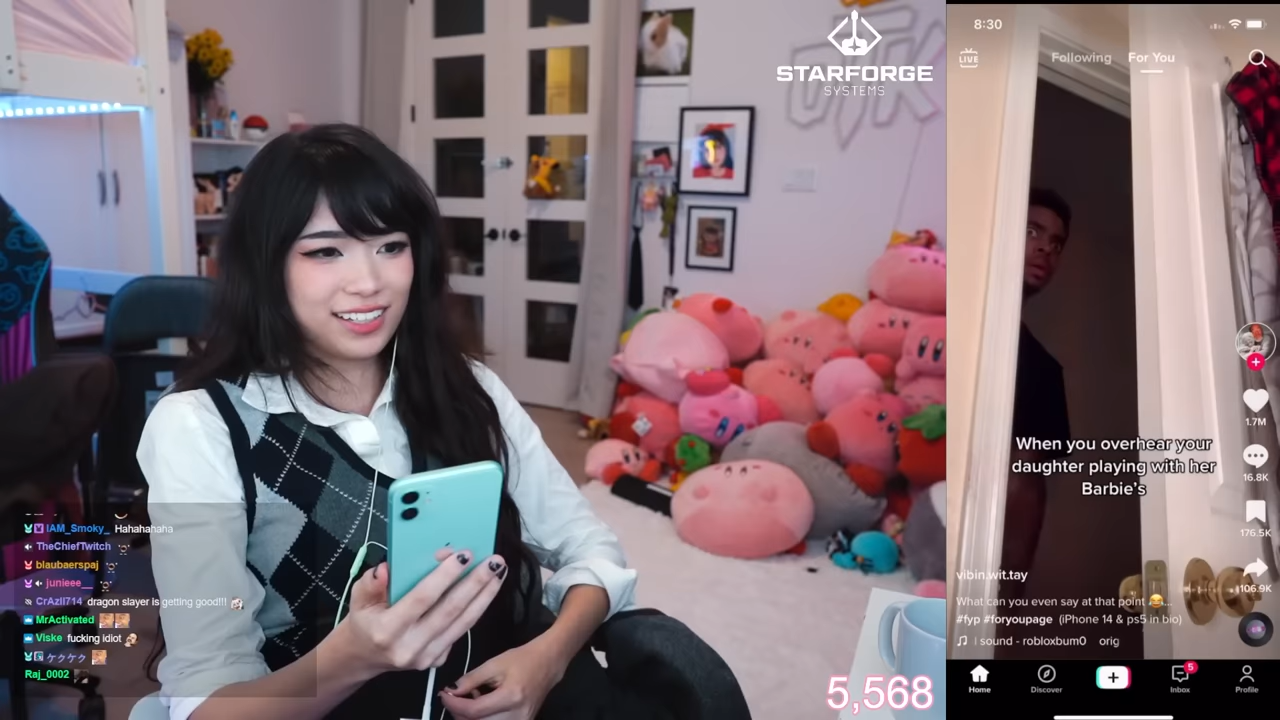 STARFORGE
SYSTEMS
IAM_Smoky_ Hahahahaha
TheChiefTwitch
blaubaerspaj
junieee__
CrAzII714 dragon slayer is getting good!!!
MrActivated
Viske fucking idiot
ケクァク
Raj_0002
5,568
8:30
LIVE
Following For You
1.7M
16.8K
176.5K
106.9K
When you overhear your
daughter playing with her
Barbie's
vibin.wit.tay
What can you even say at that point 😂...
#fyp #foryoupage (iPhone 14 & ps5 in bio)
l sound - robloxbum0 orig
5
Home
Discover
Inbox
Profile